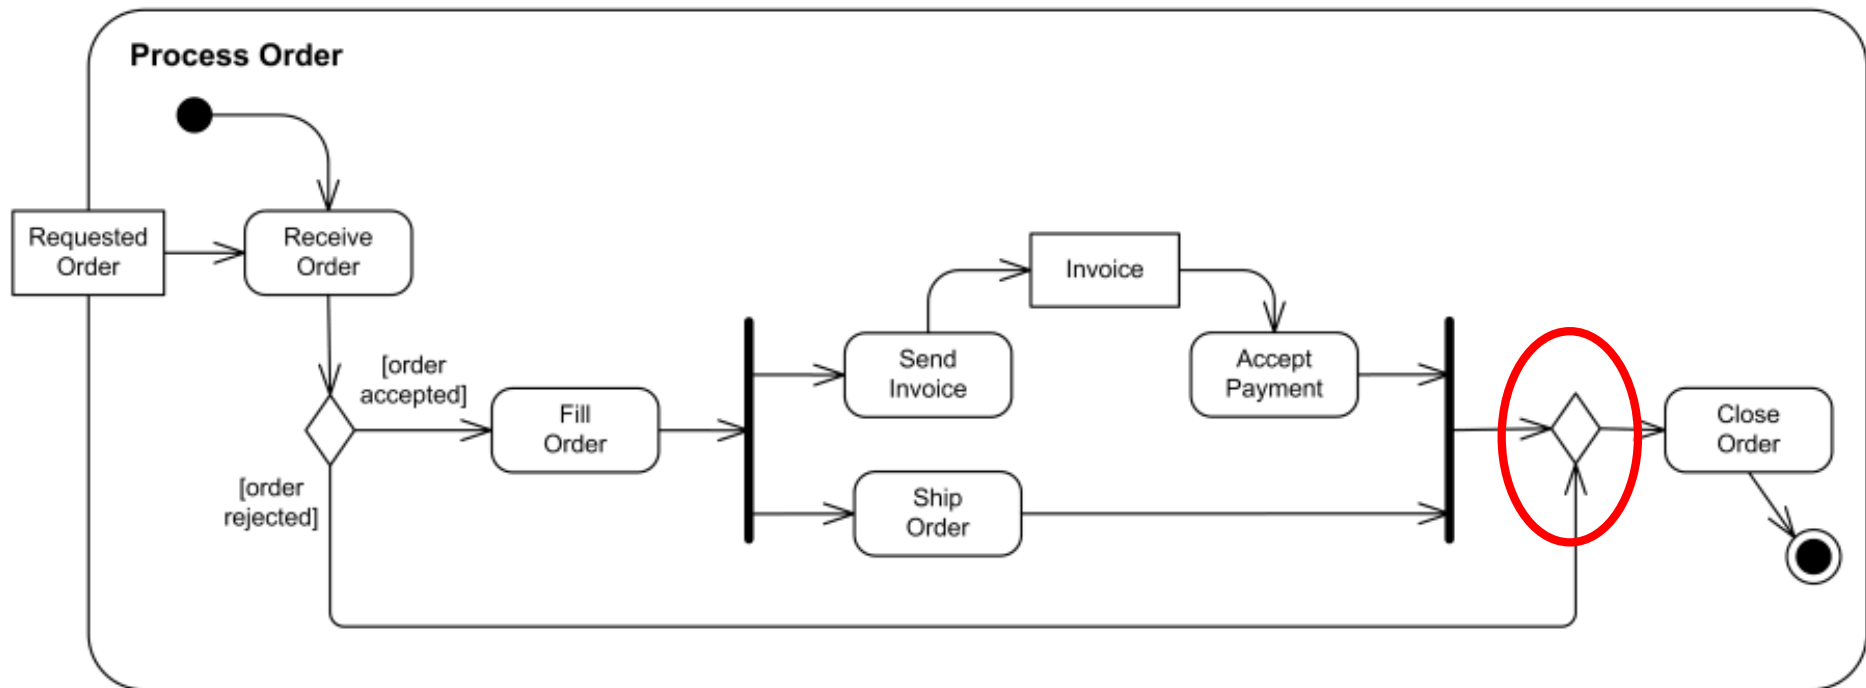 Process Order
Requested
Order
Receive
Order
[order
accepted]
[order
rejected]
Fill
Order
Send
Invoice
Invoice
Accept
Payment
Ship
Order
Close
Order